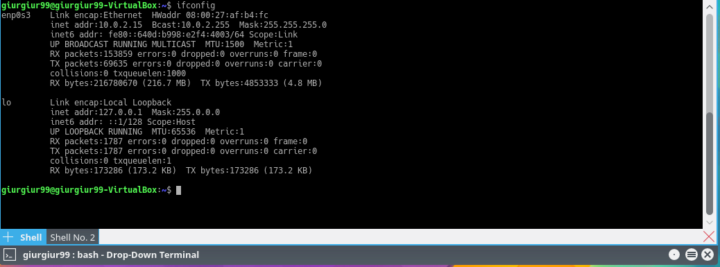 giurgiur99@giurgiur99-VirtualBox:~$ ifconfig
enp0s3 Link encap:Ethernet HWaddr 08:00:27:af:b4:fc
inet addr:10.0.2.15 Bcast:10.0.2.255 Mask:255.255.255.0
inet6 addr: fe80::640d:b998:e2f4:4003/64 Scope:Link
UP BROADCAST RUNNING MULTICAST MTU:1500 Metric:1
RX packets:153859 errors:0 dropped:0 overruns:0 frame:0
TX packets:69635 errors:0 dropped:0 overruns:0 carrier:0
collisions:0 txqueuelen:1000
RX bytes:216780670 (216.7 MB) TX bytes:4853333 (4.8 MB)
lo Link encap:Local Loopback
inet addr:127.0.0.1 Mask:255.0.0.0
inet6 addr: ::1/128 Scope:Host
UP LOOPBACK RUNNING MTU:65536 Metric:1
RX packets:1787 errors:0 dropped:0 overruns:0 frame:0
TX packets:1787 errors:0 dropped:0 overruns:0 carrier:0
collisions:0 txqueuelen:1
RX bytes:173286 (173.2 KB) TX bytes:173286 (173.2 KB)
giurgiur99@giurgiur99-VirtualBox:~$
Shell Shell No. 2
giurgiur99 : bash - Drop-Down Terminal